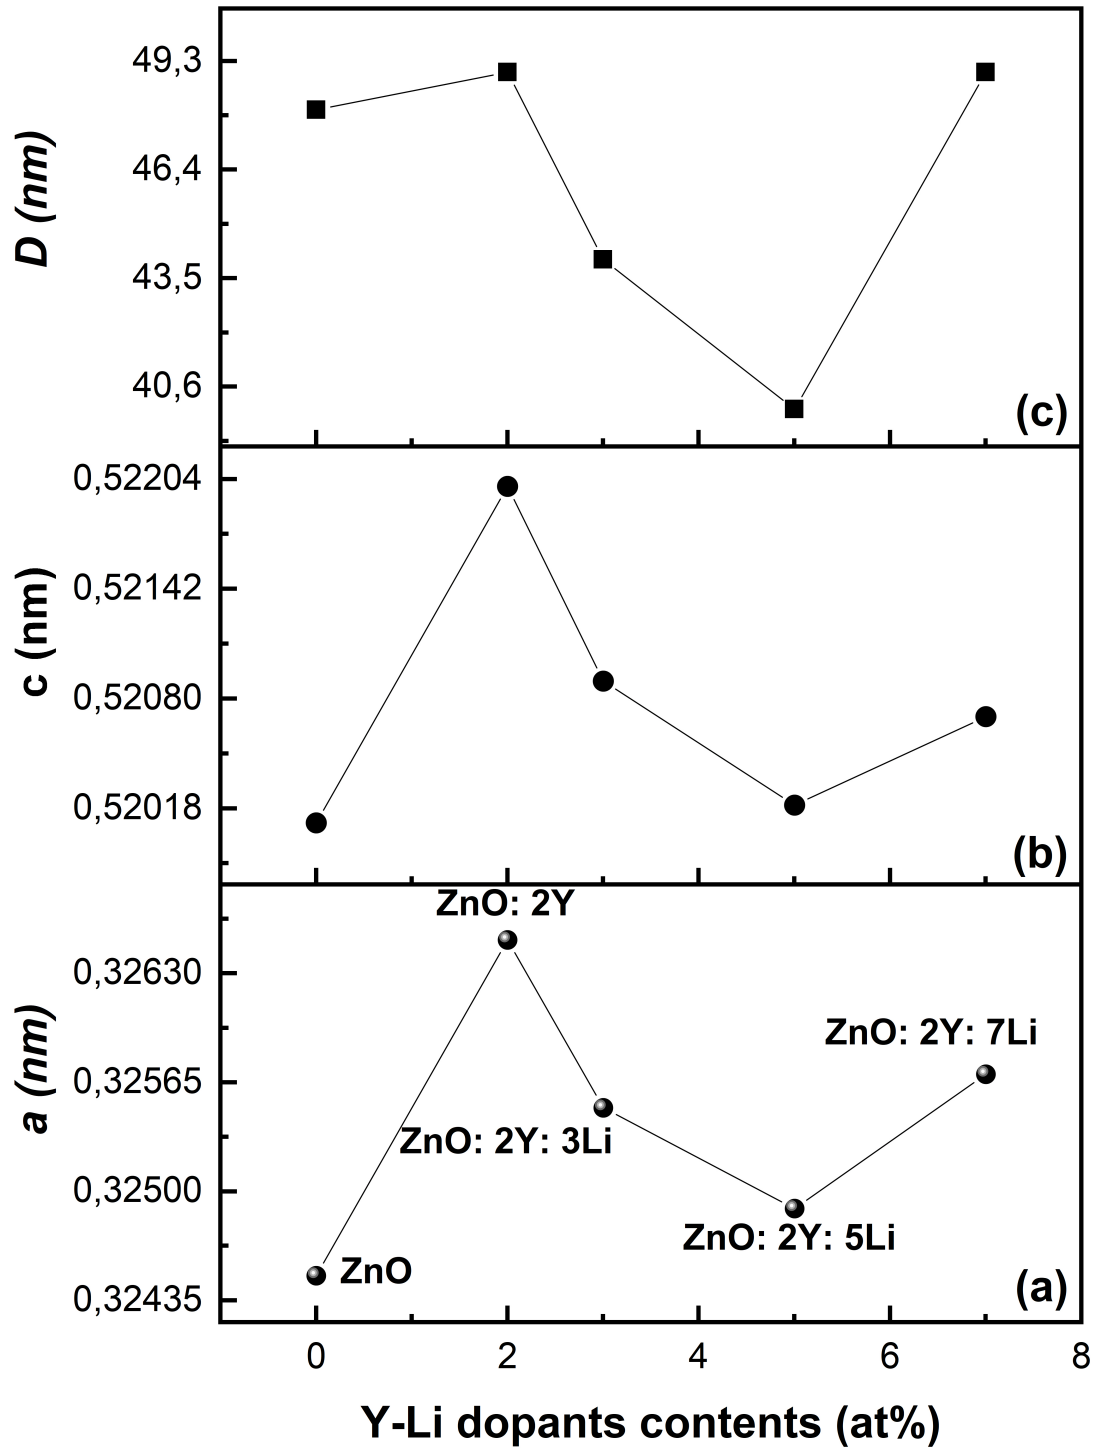 49,3
46,4
43,5
40,6
D (nm)
(c)
0,52204
0,52142
0,52080
0,52018
c (nm)
(b)
ZnO: 2Y
0,32630
ZnO: 2Y: 7Li
0,32565
ZnO: 2Y: 3Li
0,32500
ZnO: 2Y: 5Li
ZnO
0,32435
a (nm)
(a)
0 2 4 6 8
Y-Li dopants contents (at%)